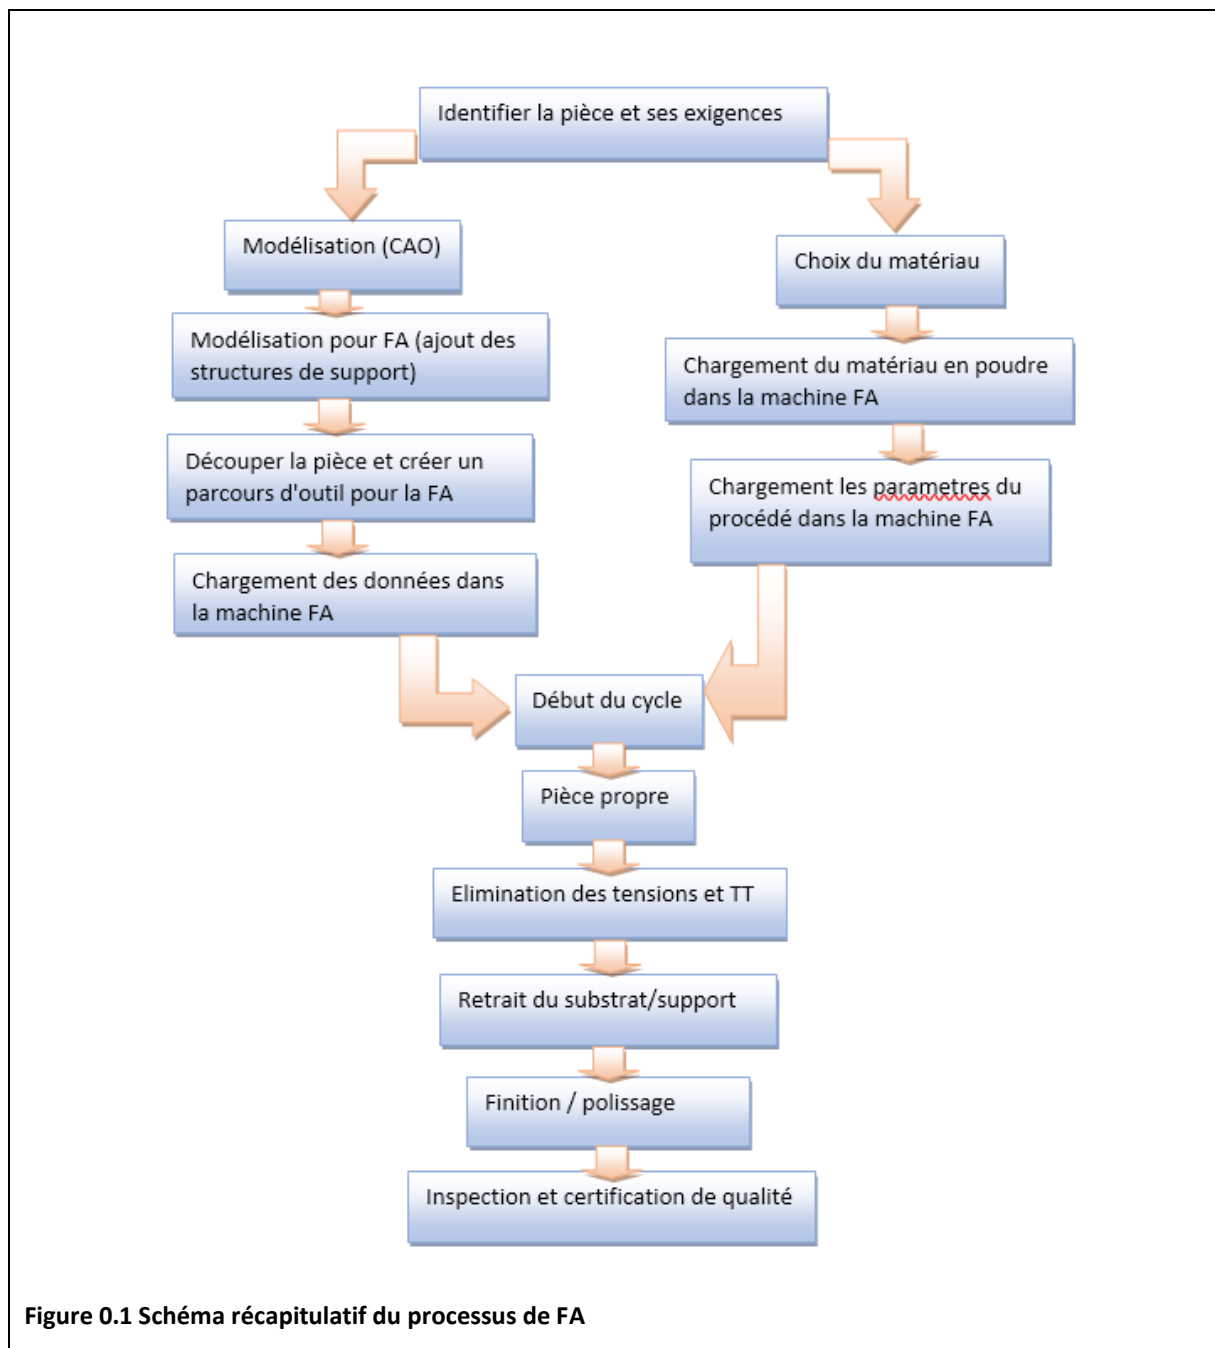 Identifier la pièce et ses exigences
Modélisation (CAO)
Modélisation pour FA (ajout des
structures de support)
Découper la pièce et créer un
parcours d'outil pour la FA
Chargement des données dans
la machine FA
Choix du matériau
Chargement du matériau en poudre
dans la machine FA
Chargement les parametres du
procédé dans la machine FA
Début du cycle
Pièce propre
Elimination des tensions et TT
Retrait du substrat/support
Finition / polissage
Inspection et certification de qualité
Figure 0.1 Schéma récapitulatif du processus de FA